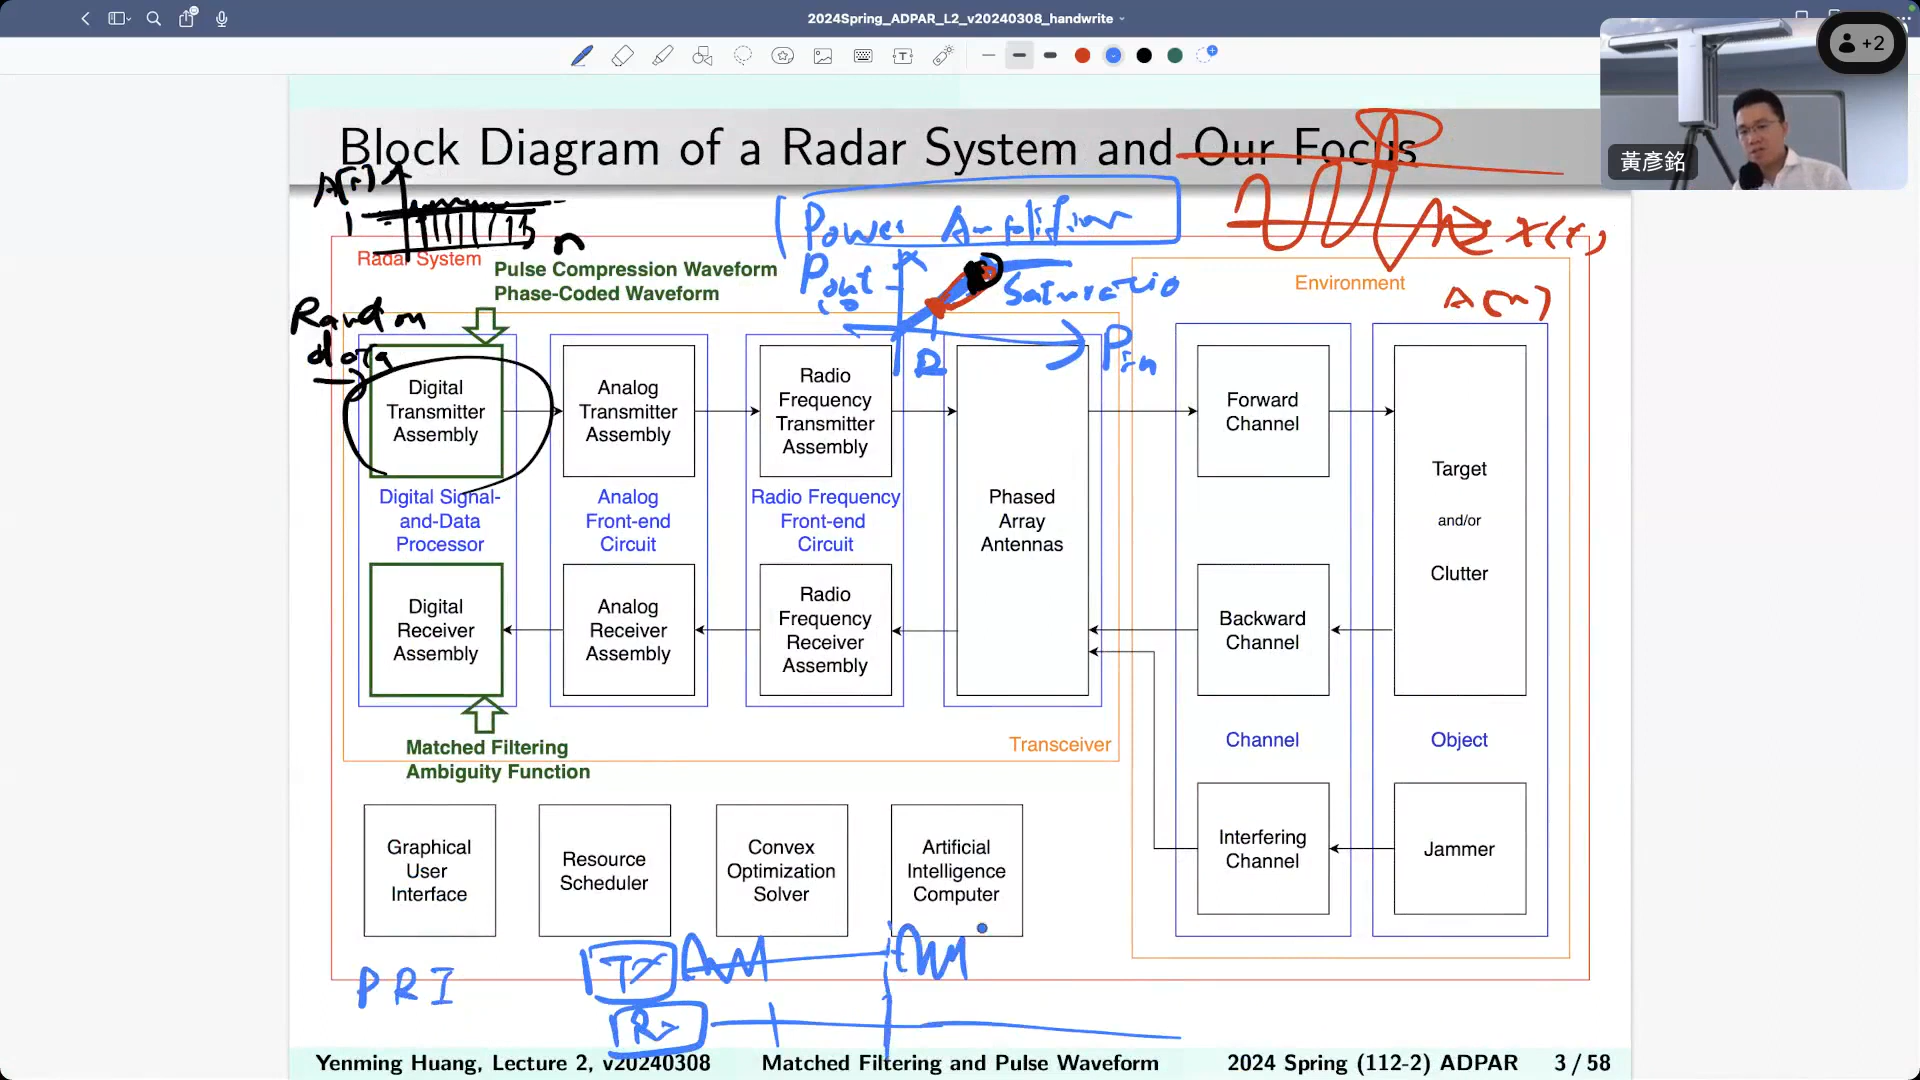 2024Spring_ADPAR_L2_v20240308_handwrite
+2
黃彥銘
Block Diagram of a Radar System and Our Focus
A[n]
1
n
Power Amplifier
X(t)
Radar System
Pulse Compression Waveform
Phase-Coded Waveform
Pout
Saturatio
Pin
Environment
A[n]
Random
data
Digital
Transmitter
Assembly
Analog
Transmitter
Assembly
Radio
Frequency
Transmitter
Assembly
Forward
Channel
Digital Signal-
and-Data
Processor
Analog
Front-end
Circuit
Radio Frequency
Front-end
Circuit
Phased
Array
Antennas
Target
and/or
Clutter
Digital
Receiver
Assembly
Analog
Receiver
Assembly
Radio
Frequency
Receiver
Assembly
Backward
Channel
Matched Filtering
Ambiguity Function
Transceiver
Channel
Object
Graphical
User
Interface
Resource
Scheduler
Convex
Optimization
Solver
Artificial
Intelligence
Computer
Interfering
Channel
Jammer
PRI
Tx
Rx
Yenming Huang, Lecture 2, v20240308
Matched Filtering and Pulse Waveform
2024 Spring (112-2) ADPAR
3 / 58